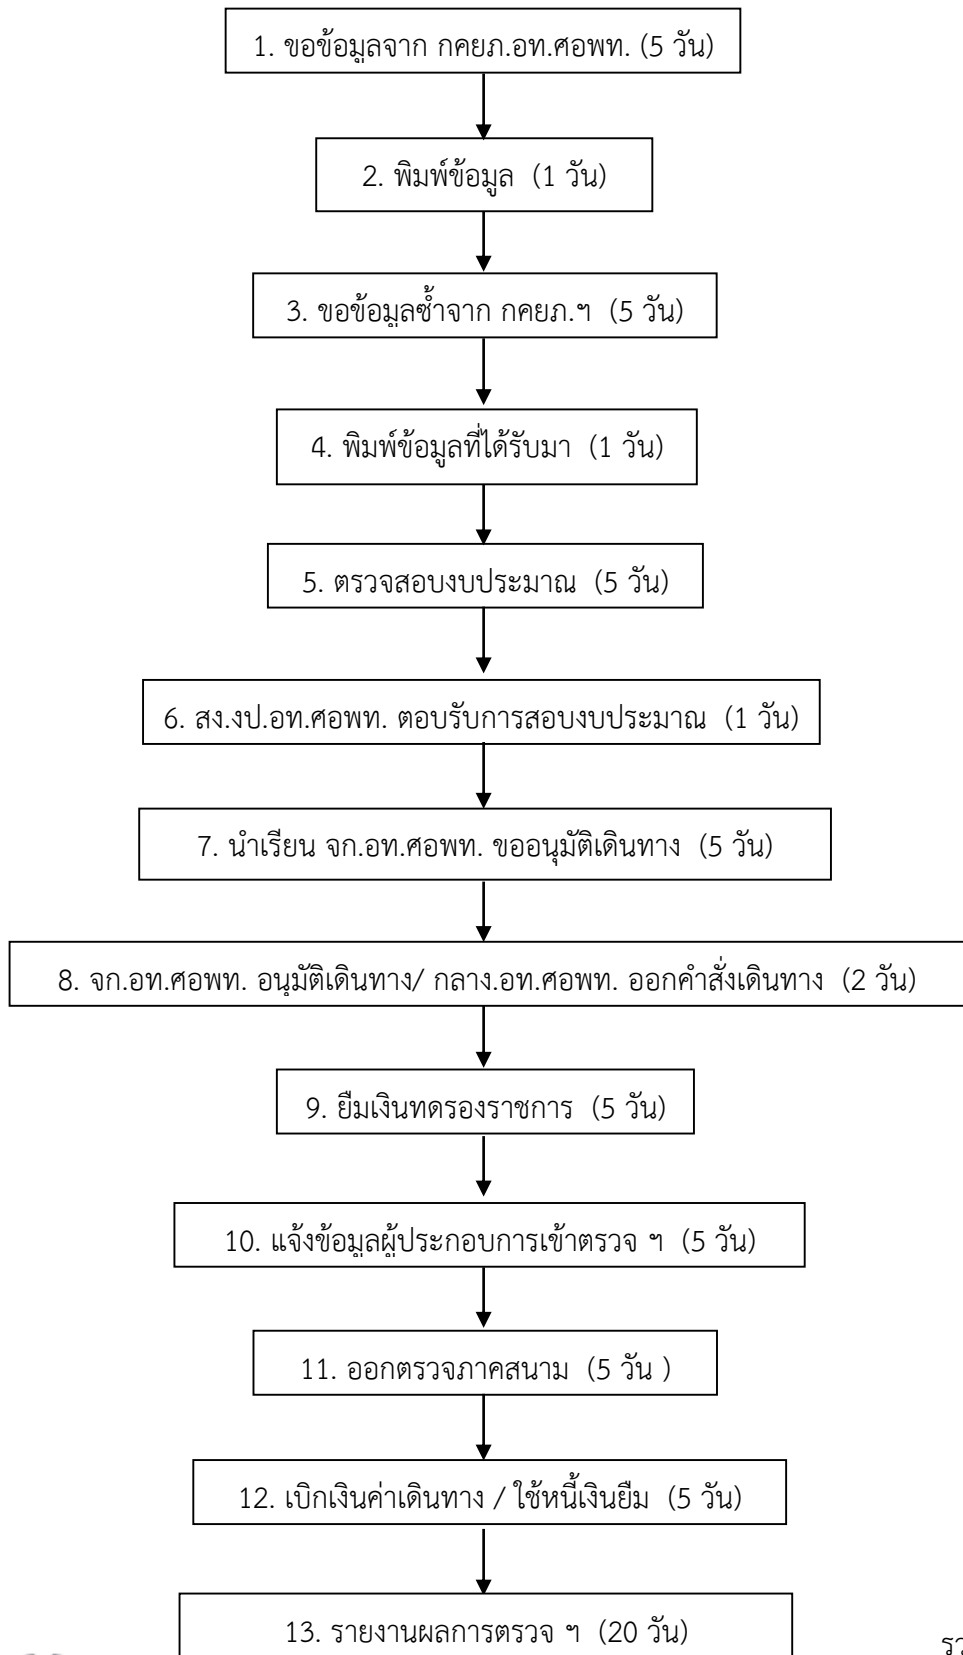 1. ขอข้อมูลจาก กคยภ.อท.ศอพท. (5 วัน)
2. พิมพ์ข้อมูล (1 วัน)
3. ขอข้อมูลซ้ำจาก กคยภ.ฯ (5 วัน)
4. พิมพ์ข้อมูลที่ได้รับมา (1 วัน)
5. ตรวจสอบงบประมาณ (5 วัน)
6. สง.งป.อท.ศอพท. ตอบรับการสอบงบประมาณ (1 วัน)
7. นำเรียน จก.อท.ศอพท. ขออนุมัติเดินทาง (5 วัน)
8. จก.อท.ศอพท. อนุมัติเดินทาง/ กลาง.อท.ศอพท. ออกคำสั่งเดินทาง (2 วัน)
9. ยืมเงินทดรองราชการ (5 วัน)
10. แจ้งข้อมูลผู้ประกอบการเข้าตรวจ ฯ (5 วัน)
11. ออกตรวจภาคสนาม (5 วัน )
12. เบิกเงินค่าเดินทาง / ใช้หนี้เงินยืม (5 วัน)
13. รายงานผลการตรวจ ฯ (20 วัน)